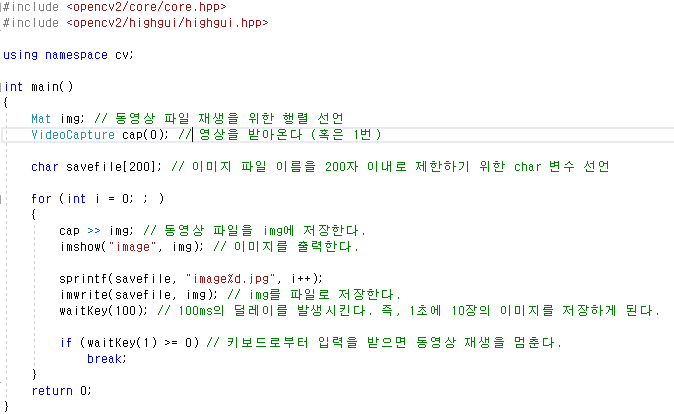 #include <opencv2/core/core.hpp>
#include <opencv2/highgui/highgui.hpp>
using namespace cv;
int main()
{
Mat img; // 동영상 파일 재생을 위한 행렬 선언
VideoCapture cap(0); // 영상을 받아온다 (혹은 1번)
char savefile[200]; // 이미지 파일 이름을 200자 이내로 제한하기 위한 char 변수 선언
for (int i = 0; ; )
{
cap >> img; // 동영상 파일을 img에 저장한다.
imshow("image", img); // 이미지를 출력한다.
sprintf(savefile, "image%d.jpg", i++);
imwrite(savefile, img); // img를 파일로 저장한다.
waitKey(100); // 100ms의 딜레이를 발생시킨다. 즉, 1초에 10장의 이미지를 저장하게 된다.
if (waitKey(1) >= 0) // 키보드로부터 입력을 받으면 동영상 재생을 멈춘다.
break;
}
return 0;
}